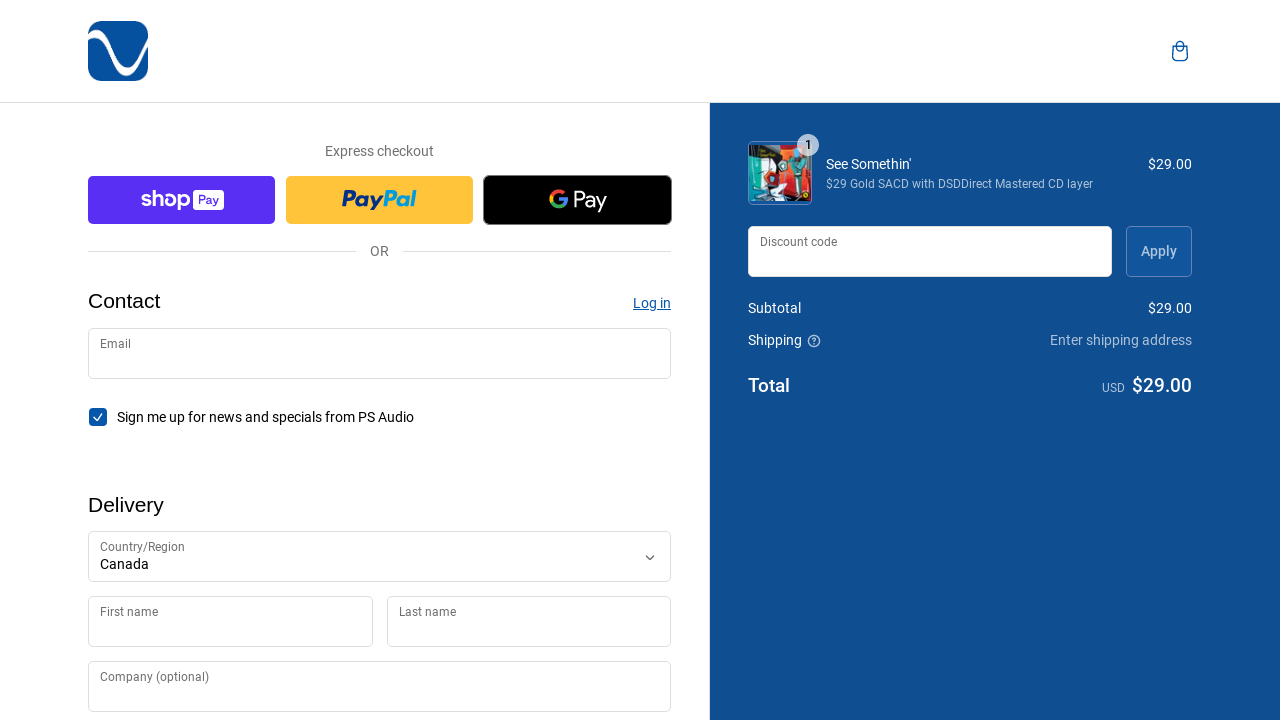 Express checkout
shop Pay
PayPal
G Pay
OR
Contact
Log in
Email
Sign me up for news and specials from PS Audio
Delivery
Country/Region
Canada
First name
Last name
Company (optional)
1
See Somethin'
$29.00
$29 Gold SACD with DSDDirect Mastered CD layer
Discount code
Apply
Subtotal
$29.00
Shipping
Enter shipping address
Total
USD $29.00